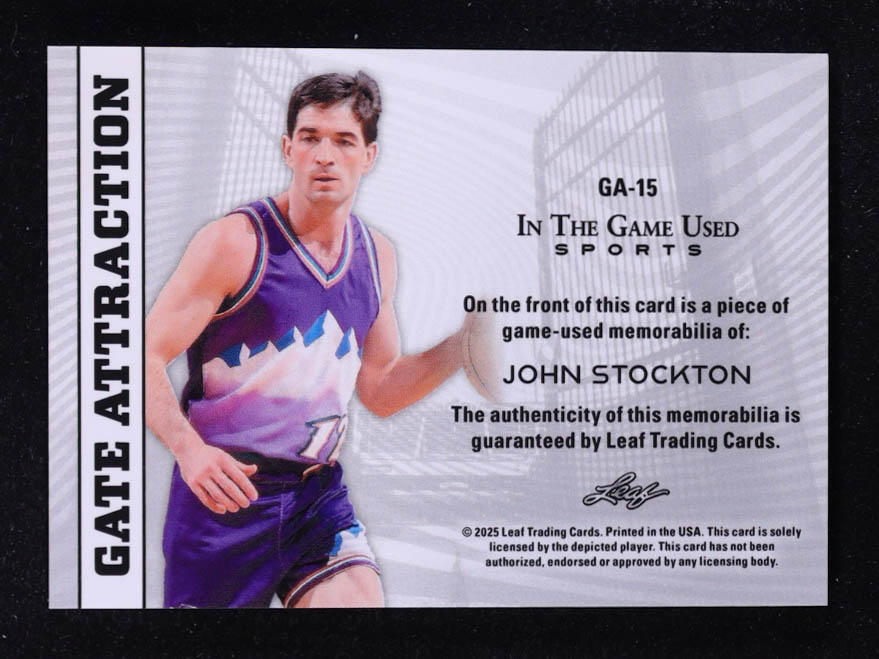 GATE ATTRACTION
GA-15
IN THE GAME USED
SPORTS
On the front of this card is a piece of
game-used memorabilia of:
JOHN STOCKTON
The authenticity of this memorabilia is
guaranteed by Leaf Trading Cards.
Leaf
© 2025 Leaf Trading Cards. Printed in the USA. This card is solely
licensed by the depicted player. This card has not been
authorized, endorsed or approved by any licensing body.